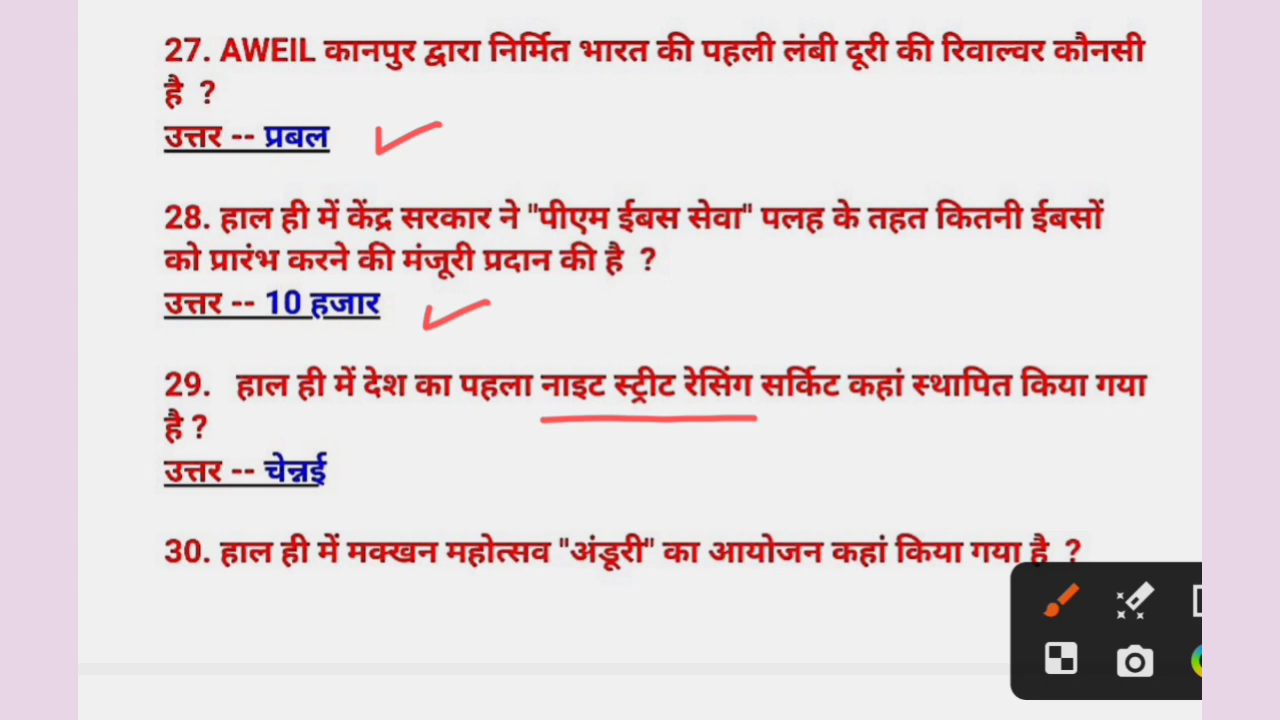 27. AWEIL कानपुर द्वारा निर्मित भारत की पहली लंबी दूरी की रिवाल्वर कौनसी
है ?
उत्तर -- प्रबल
28. हाल ही में केंद्र सरकार ने "पीएम ईबस सेवा" पलह के तहत कितनी ईबसों
को प्रारंभ करने की मंजूरी प्रदान की है ?
उत्तर -- 10 हजार
29. हाल ही में देश का पहला नाइट स्ट्रीट रेसिंग सर्किट कहां स्थापित किया गया
है ?
उत्तर -- चेन्नई
30. हाल ही में मक्खन महोत्सव "अंडूरी" का आयोजन कहां किया गया है ?